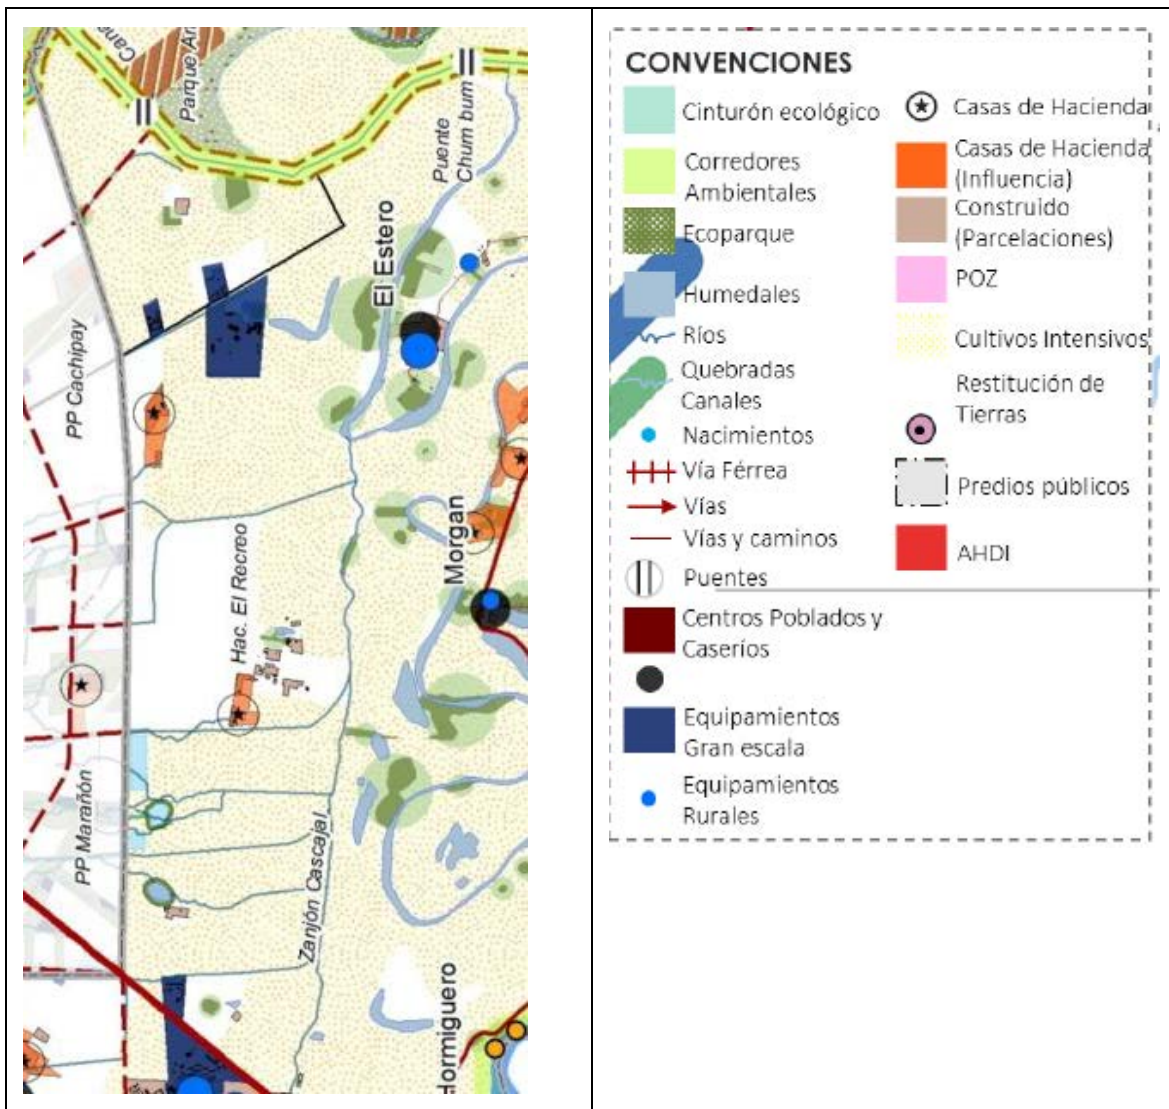 Cana
Parque Ar
Puente
Chum bum
El Estero
PP Cachipay
Morgan
Hac. El Recreo
PP Marañón
Zanjón Cascajal
Hormiguero
CONVENCIONES
Cinturón ecológico
Corredores
Ambientales
Ecoparque
Humedales
Ríos
Quebradas
Canales
Nacimientos
Vía Férrea
Vías
Vías y caminos
Puentes
Centros Poblados y
Caseríos
Equipamientos
Gran escala
Equipamientos
Rurales
Casas de Hacienda
Casas de Hacienda
(Influencia)
Construido
(Parcelaciones)
POZ
Cultivos Intensivos
Restitución de
Tierras
Predios públicos
AHDI